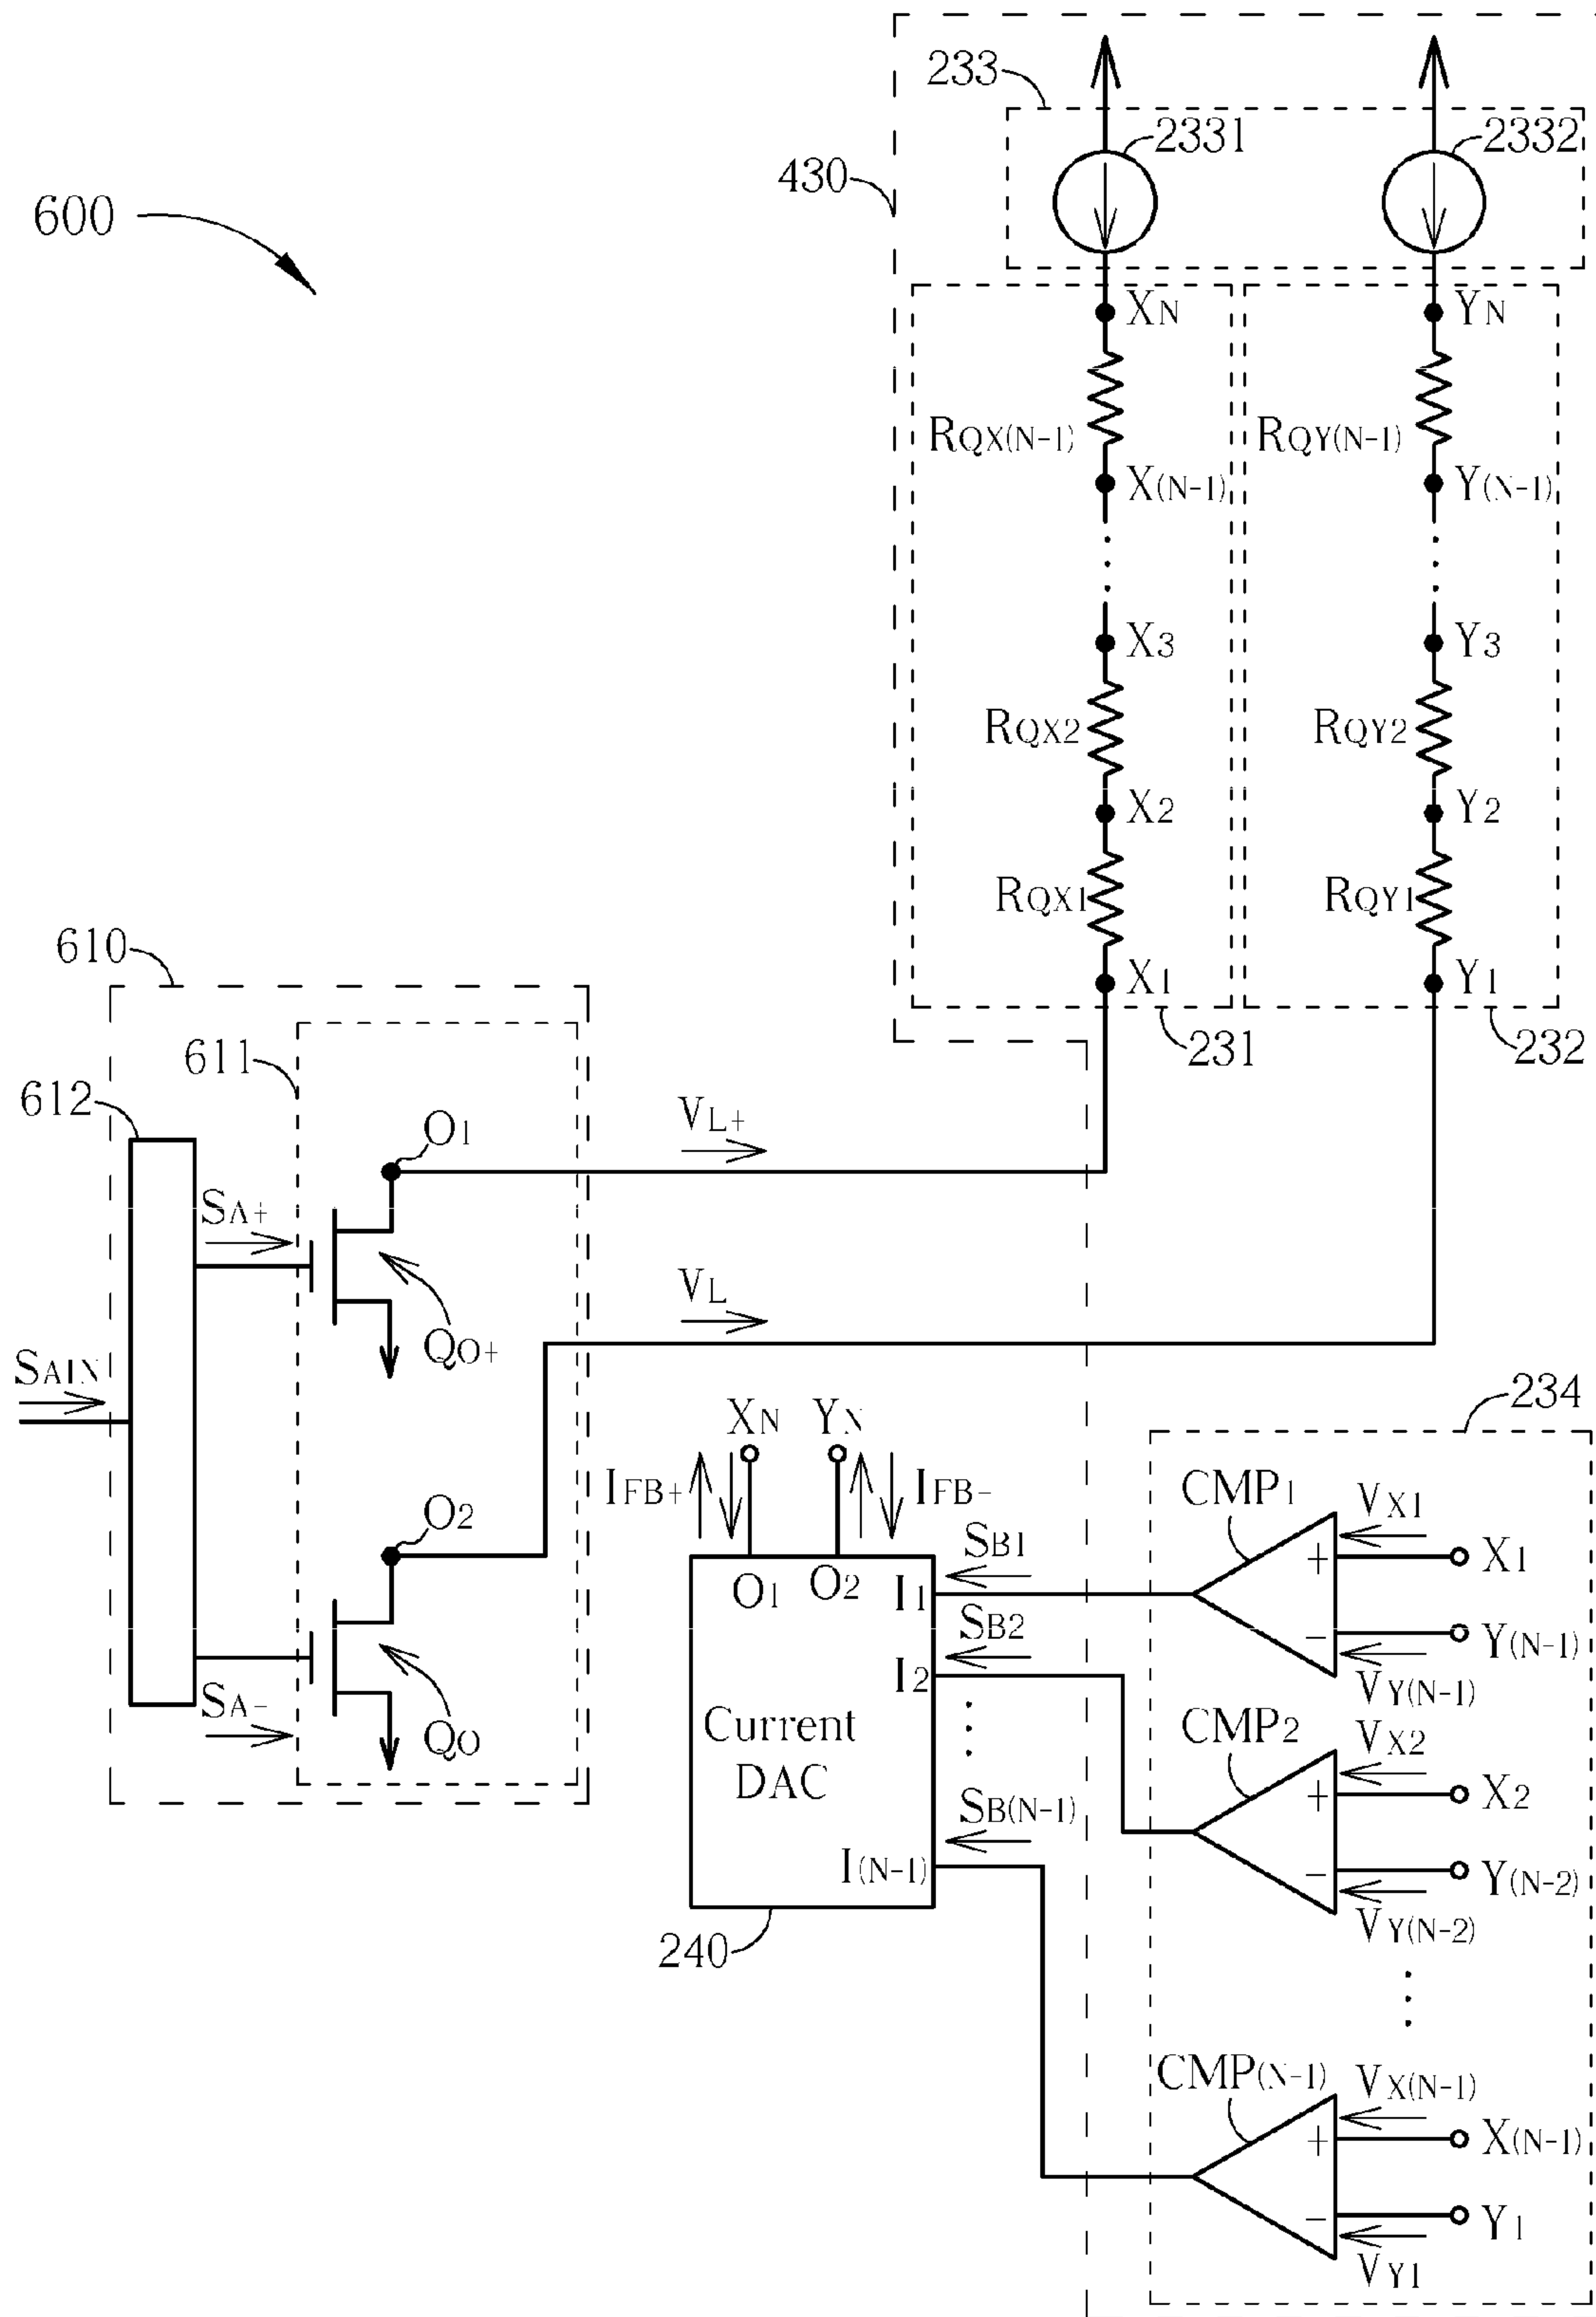 600
430
233
2331
2332
XN
YN
RQX(N-1)
RQY(N-1)
X(N-1)
Y(N-1)
X3
Y3
RQX2
RQY2
X2
Y2
RQX1
RQY1
X1
Y1
231
232
610
611
612
O1
VL+
SA+
QO+
VL
SAIN
O2
SA-
QO
XN
YN
IFB+
IFB-
O1
O2
I1
I2
I(N-1)
Current
DAC
240
SB1
SB2
SB(N-1)
234
CMP1
VX1
+
X1
−
Y(N-1)
VY(N-1)
CMP2
VX2
+
X2
−
Y(N-2)
VY(N-2)
CMP(N-1)
VX(N-1)
+
X(N-1)
−
Y1
VY1